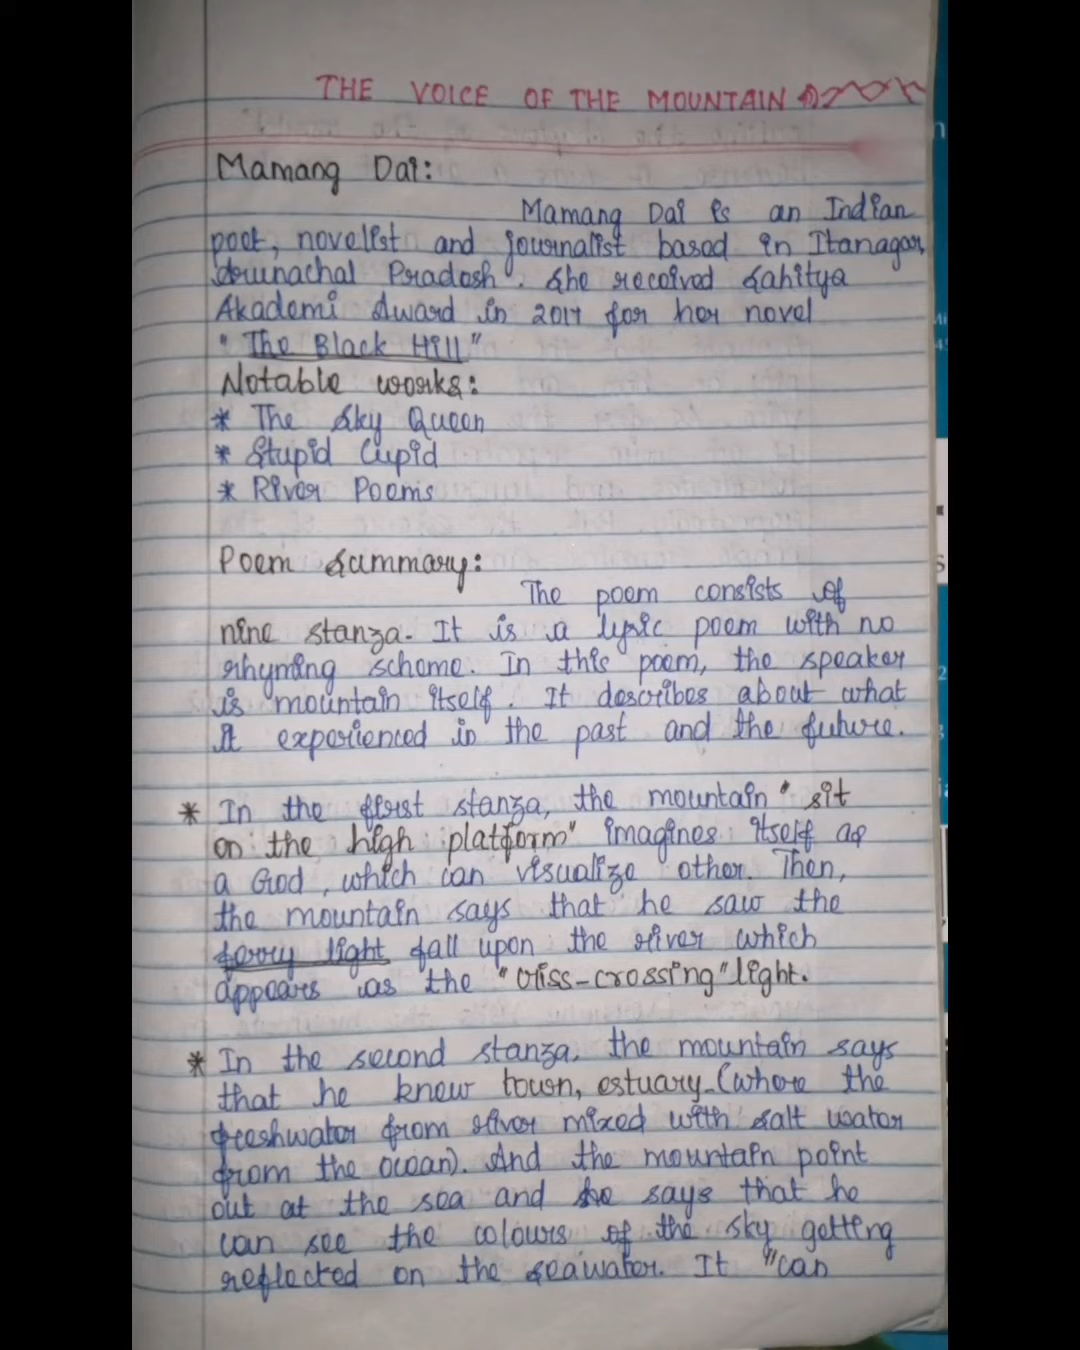 THE VOICE OF THE MOUNTAIN
Mamang Dai:
Mamang Dai is an Indian
poet, novelist and journalist based in Itanagar,
Arunachal Pradesh. She received Sahitya
Akademi Award in 2017 for her novel
"The Black Hill"
Notable works:
* The Sky Queen
* Stupid Cupid
* River Poems
Poem Summary:
The poem consists of
nine stanza. It is a lyric poem with no
rhyming scheme. In this poem, the speaker
is mountain itself. It describes about what
it experienced in the past and the future.
* In the first stanza, the mountain "sit
on the high platform" imagines itself as
a God, which can visualize other. Then,
the mountain says that he saw the
ferry light fall upon the river which
appears as the "criss-crossing" light.
* In the second stanza, the mountain says
that he knew town, estuary-(where the
freshwater from river mixed with salt water
from the ocean). And the mountain point
out at the sea and he says that he
can see the colours of the sky getting
reflected on the seawater. It "can